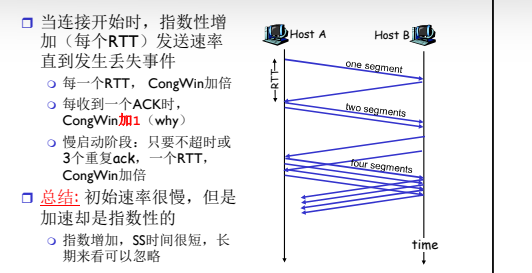 当连接开始时，指数性增
加（每个RTT）发送速率
直到发生丢失事件
每一个RTT， CongWin加倍
每收到一个ACK时，
CongWin加1（why）
慢启动阶段：只要不超时或
3个重复ack，一个RTT，
CongWin加倍
总结: 初始速率很慢，但是
加速却是指数性的
指数增加，SS时间很短，长
期来看可以忽略
Host A
Host B
RTT
one segment
two segments
four segments
time